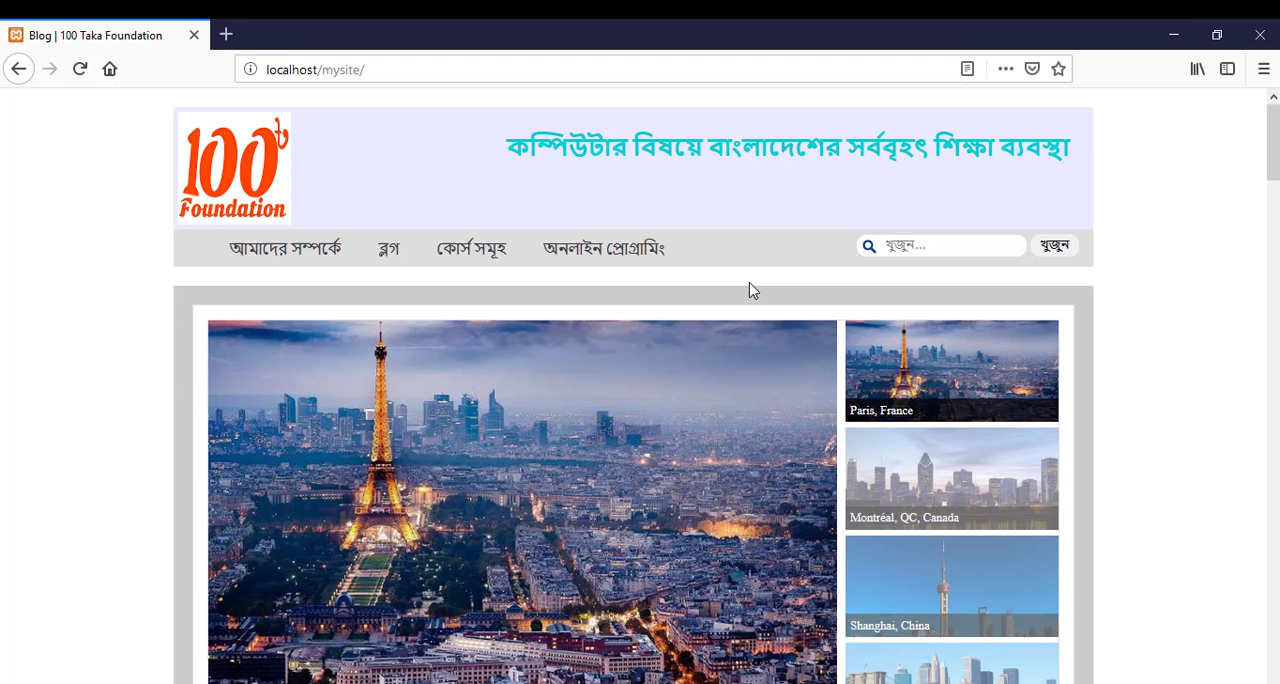 Blog | 100 Taka Foundation
localhost/mysite/
100৳
Foundation
কম্পিউটার বিষয়ে বাংলাদেশের সর্ববৃহৎ শিক্ষা ব্যবস্থা
আমাদের সম্পর্কে ব্লগ কোর্স সমূহ অনলাইন প্রোগ্রামিং খুজুন... খুজুন
Paris, France
Montréal, QC, Canada
Shanghai, China